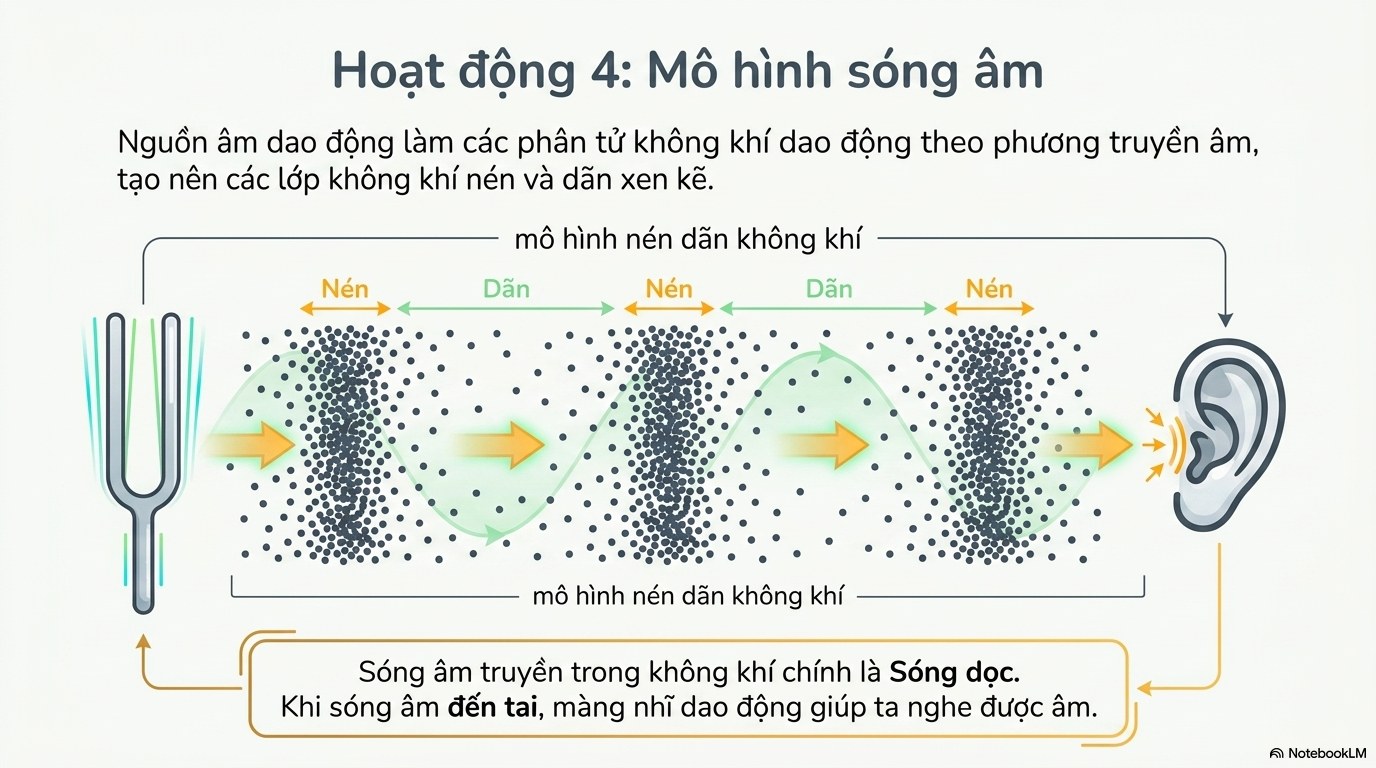 Hoạt động 4: Mô hình sóng âm
Nguồn âm dao động làm các phân tử không khí dao động theo phương truyền âm,
tạo nên các lớp không khí nén và dãn xen kẽ.
mô hình nén dãn không khí
Nén
Dãn
Nén
Dãn
Nén
mô hình nén dãn không khí
Sóng âm truyền trong không khí chính là Sóng dọc.
Khi sóng âm đến tai, màng nhĩ dao động giúp ta nghe được âm.
NotebookLM